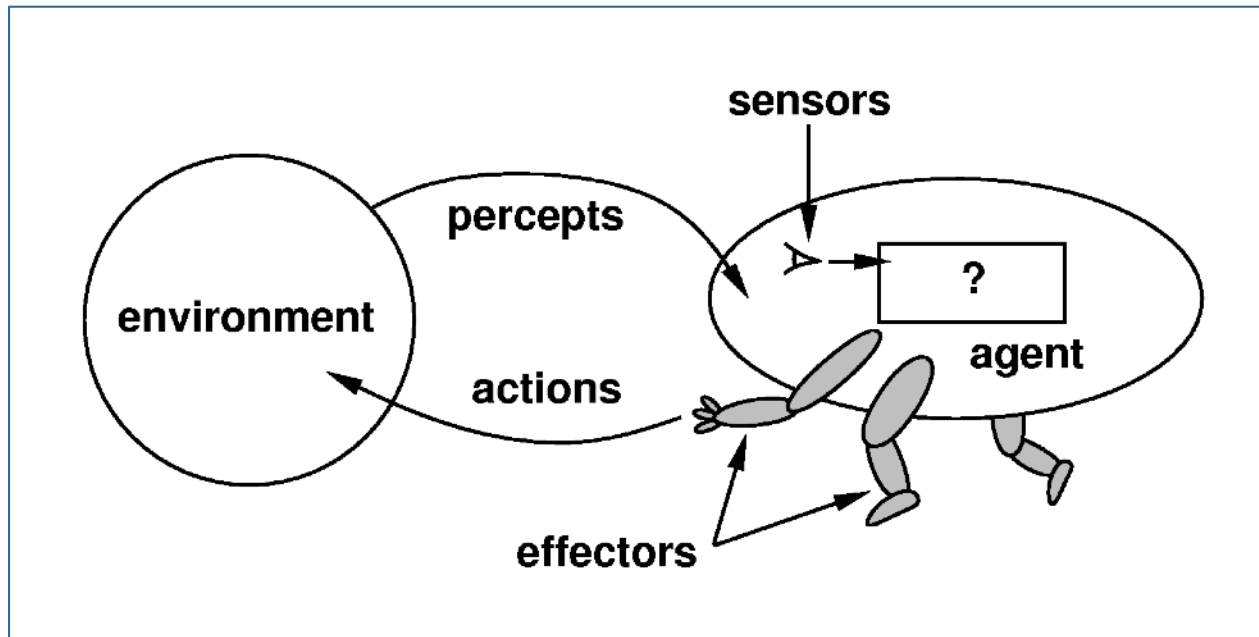 sensors
percepts
?
environment
agent
actions
effectors